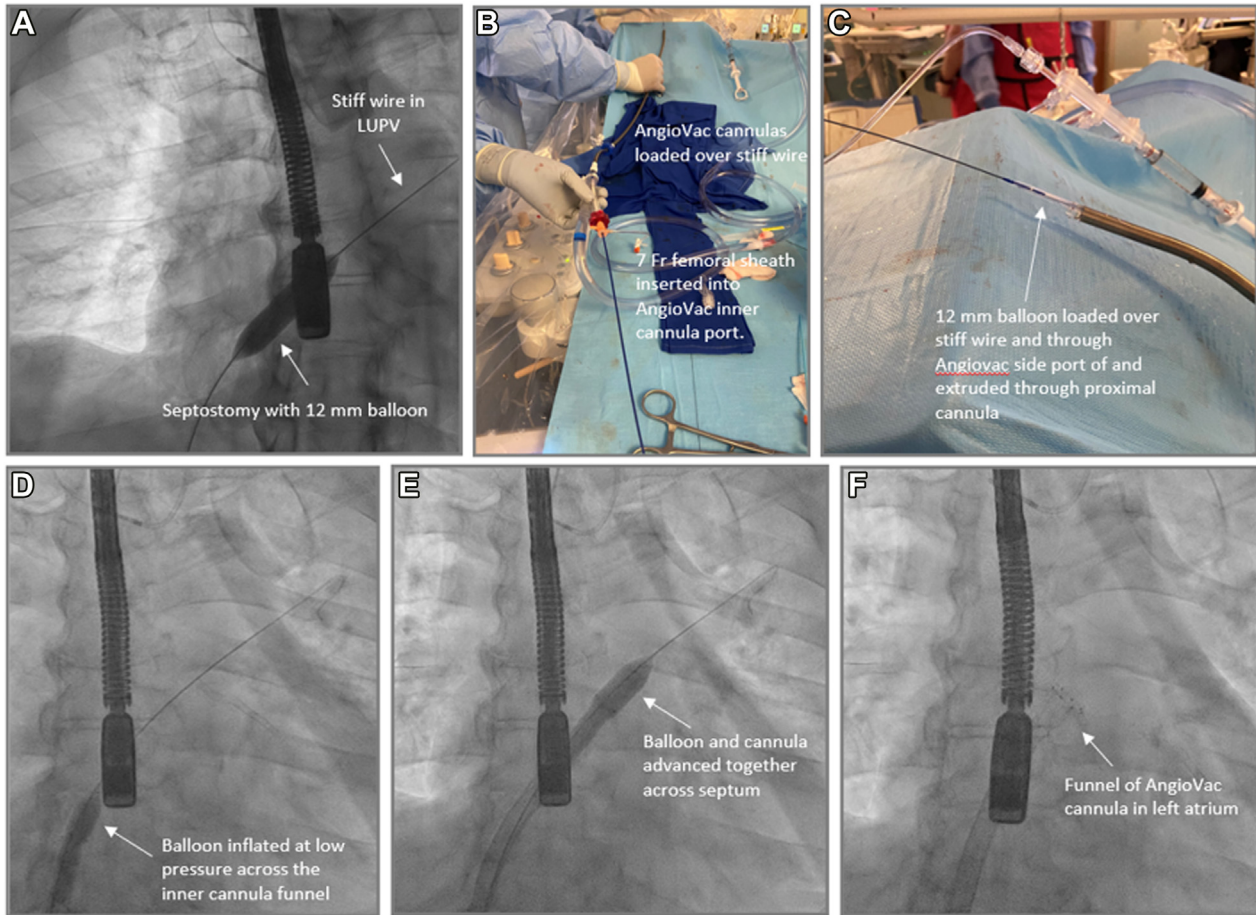 A
Stiff wire in
LUPV
Septostomy with 12 mm balloon
B
AngioVac cannulas
loaded over stiff wire
7 Fr femoral sheath
inserted into
AngioVac inner
cannula port.
C
12 mm balloon loaded over
stiff wire and through
Angiovac side port of and
extruded through proximal
cannula
D
Balloon inflated at low
pressure across the
inner cannula funnel
E
Balloon and cannula
advanced together
across septum
F
Funnel of AngioVac
cannula in left atrium